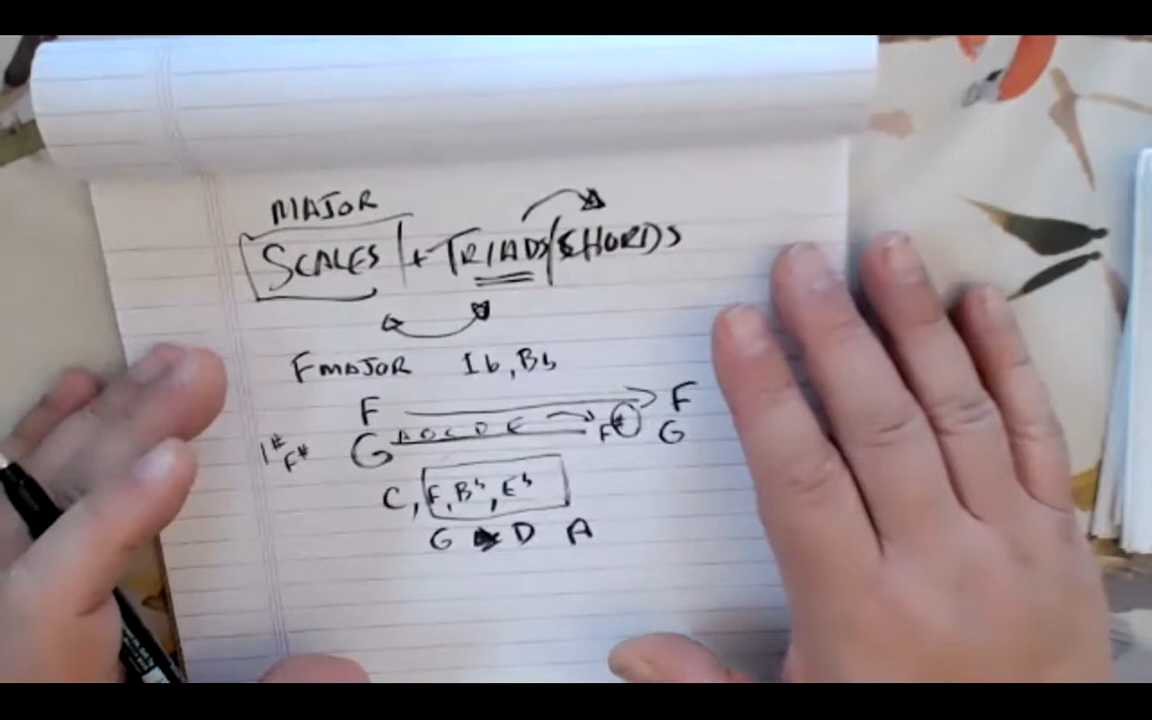 MAJOR
SCALES + TRIADS/CHORDS
F MAJOR 1b, Bb
F F
1# F# G A B C D E F# G
C, F, Bb, Eb
G D A